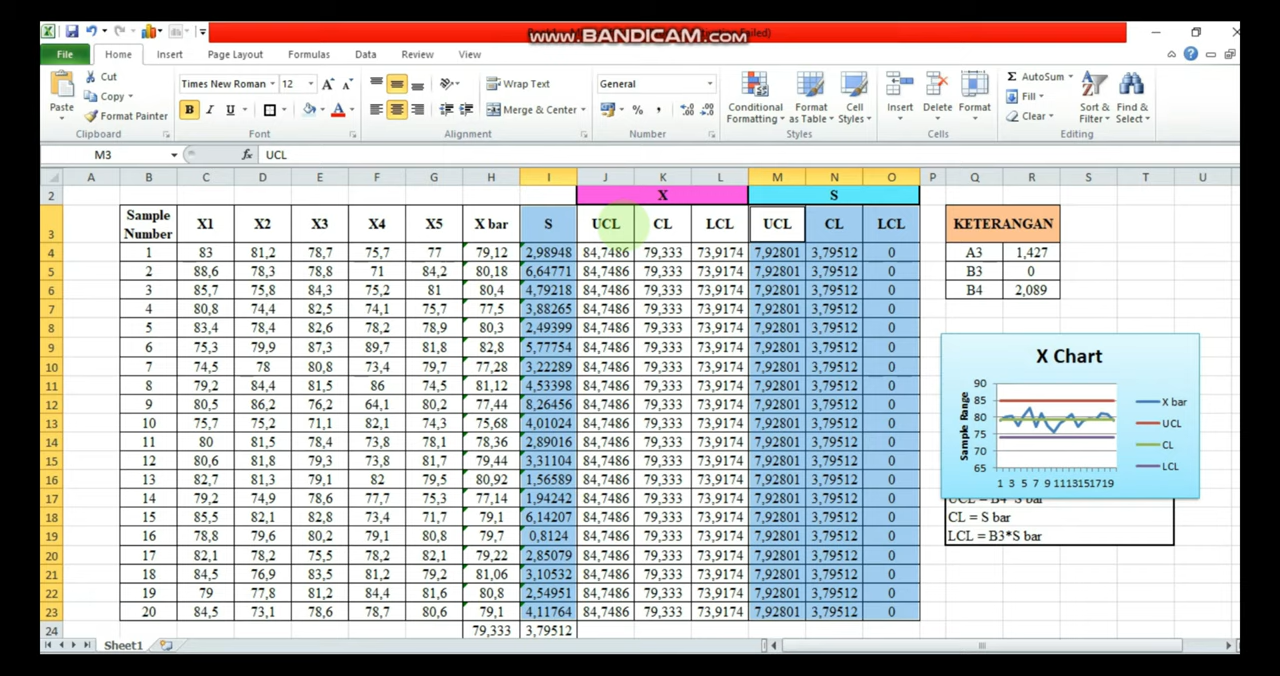 www.BANDICAM.com
File Home Insert Page Layout Formulas Data Review View
Cut Times New Roman 12 A A Wrap Text General Σ AutoSum
Copy Fill
Paste Format Painter B I U A Merge & Center % , Conditional Formatting Format as Table Cell Styles Insert Delete Format Clear Sort & Filter Find & Select
Clipboard Font Alignment Number Styles Cells Editing
M3 fx UCL
A B C D E F G H I J K L M N O P Q R S T U
2 X S
3 Sample Number X1 X2 X3 X4 X5 X bar S UCL CL LCL UCL CL LCL KETERANGAN
4 1 83 81,2 78,7 75,7 77 79,12 2,98948 84,7486 79,333 73,9174 7,92801 3,79512 0 A3 1,427
5 2 88,6 78,3 78,8 71 84,2 80,18 6,64771 84,7486 79,333 73,9174 7,92801 3,79512 0 B3 0
6 3 85,7 75,8 84,3 75,2 81 80,4 4,79218 84,7486 79,333 73,9174 7,92801 3,79512 0 B4 2,089
7 4 80,8 74,4 82,5 74,1 75,7 77,5 3,88265 84,7486 79,333 73,9174 7,92801 3,79512 0
8 5 83,4 78,4 82,6 78,2 78,9 80,3 2,49399 84,7486 79,333 73,9174 7,92801 3,79512 0
9 6 75,3 79,9 87,3 89,7 81,8 82,8 5,77754 84,7486 79,333 73,9174 7,92801 3,79512 0
10 7 74,5 78 80,8 73,4 79,7 77,28 3,22289 84,7486 79,333 73,9174 7,92801 3,79512 0
11 8 79,2 84,4 81,5 86 74,5 81,12 4,53398 84,7486 79,333 73,9174 7,92801 3,79512 0
12 9 80,5 86,2 76,2 64,1 80,2 77,44 8,26456 84,7486 79,333 73,9174 7,92801 3,79512 0
13 10 75,7 75,2 71,1 82,1 74,3 75,68 4,01024 84,7486 79,333 73,9174 7,92801 3,79512 0
14 11 80 81,5 78,4 73,8 78,1 78,36 2,89016 84,7486 79,333 73,9174 7,92801 3,79512 0
15 12 80,6 81,8 79,3 73,8 81,7 79,44 3,31104 84,7486 79,333 73,9174 7,92801 3,79512 0
16 13 82,7 81,3 79,1 82 79,5 80,92 1,56589 84,7486 79,333 73,9174 7,92801 3,79512 0
17 14 79,2 74,9 78,6 77,7 75,3 77,14 1,94242 84,7486 79,333 73,9174 7,92801 3,79512 0
18 15 85,5 82,1 82,8 73,4 71,7 79,1 6,14207 84,7486 79,333 73,9174 7,92801 3,79512 0
19 16 78,8 79,6 80,2 79,1 80,8 79,7 0,8124 84,7486 79,333 73,9174 7,92801 3,79512 0
20 17 82,1 78,2 75,5 78,2 82,1 79,22 2,85079 84,7486 79,333 73,9174 7,92801 3,79512 0
21 18 84,5 76,9 83,5 81,2 79,2 81,06 3,10532 84,7486 79,333 73,9174 7,92801 3,79512 0
22 19 79 77,8 81,2 84,4 81,6 80,8 2,54951 84,7486 79,333 73,9174 7,92801 3,79512 0
23 20 84,5 73,1 78,6 78,7 80,6 79,1 4,11764 84,7486 79,333 73,9174 7,92801 3,79512 0
24 79,333 3,79512
X Chart
Sample Range
90
85
80
75
70
65
1 3 5 7 9 11 13 15 17 19
X bar
UCL
CL
LCL
UCL = B4*S bar
CL = S bar
LCL = B3*S bar
Sheet1